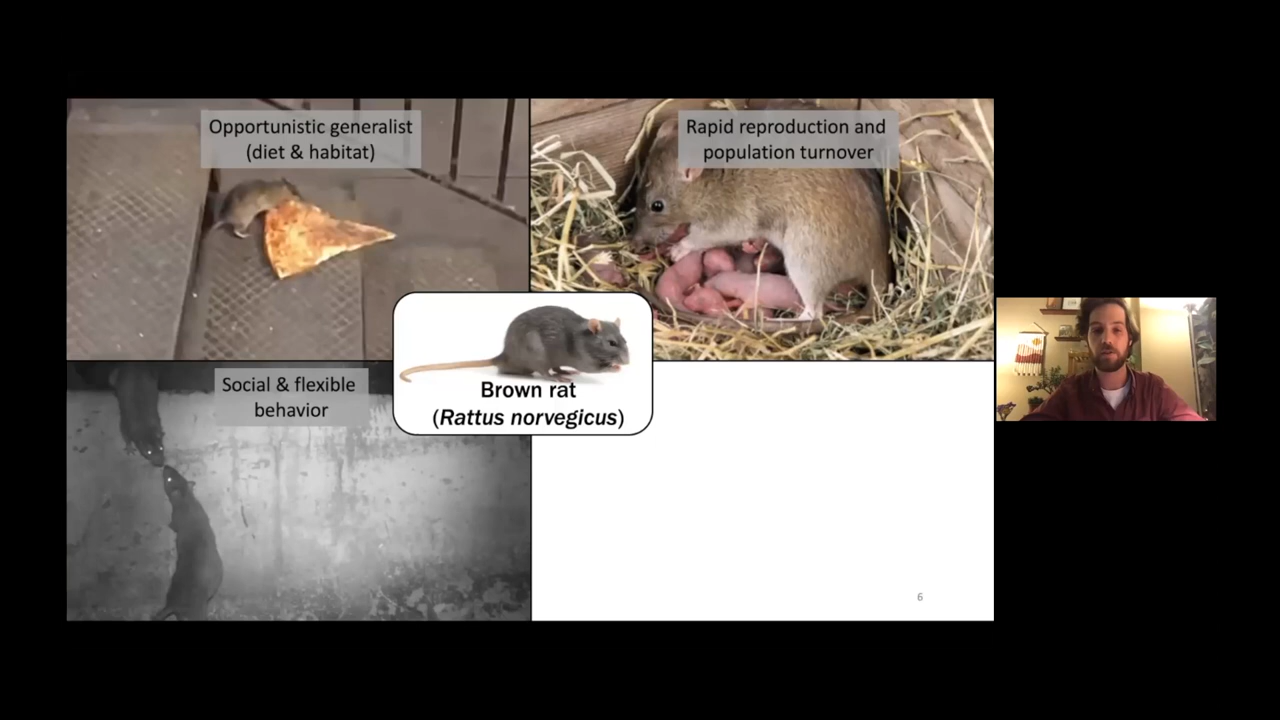 Opportunistic generalist
(diet & habitat)
Rapid reproduction and
population turnover
Social & flexible
behavior
Brown rat
(Rattus norvegicus)
6